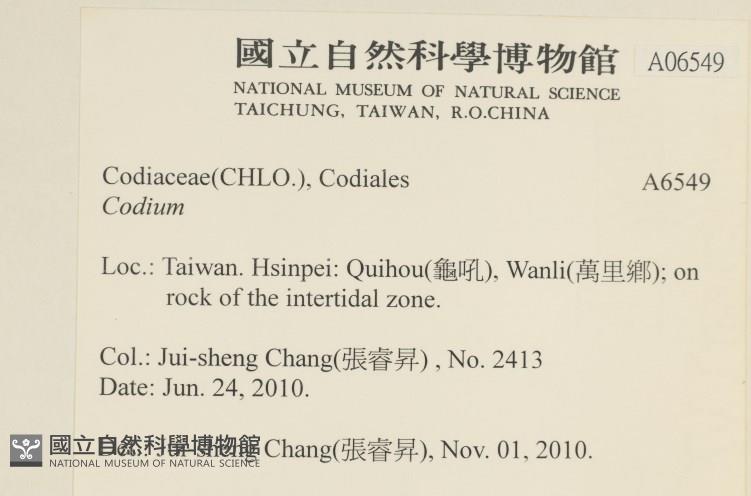 國立自然科學博物館 A06549
NATIONAL MUSEUM OF NATURAL SCIENCE
TAICHUNG, TAIWAN, R.O.CHINA
Codiaceae(CHLO.), Codiales A6549
Codium
Loc.: Taiwan. Hsinpei: Quihou(龜吼), Wanli(萬里鄉); on
rock of the intertidal zone.
Col.: Jui-sheng Chang(張睿昇) , No. 2413
Date: Jun. 24, 2010.
Chang(張睿昇), Nov. 01, 2010.
國立自然科學博物館
NATIONAL MUSEUM OF NATURAL SCIENCE